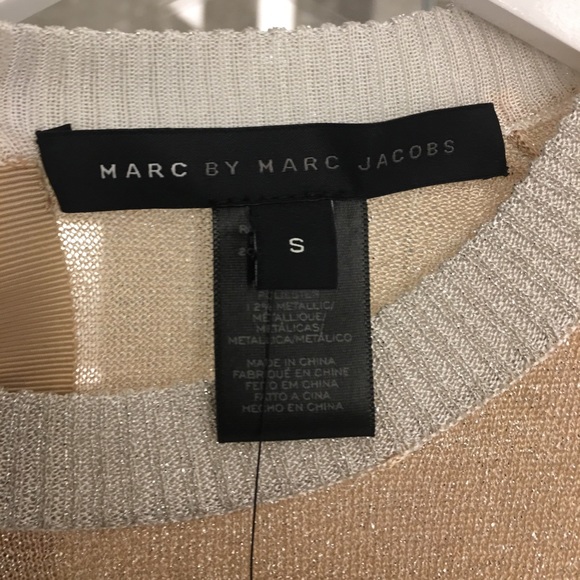 MARC BY MARC JACOBS
S
POLIESTER
12% METALLIC/
MÉTALLIQUE/
METÁLICAS/
METALLICA/METÁLICO
MADE IN CHINA
FABRIQUÉ EN CHINE
FEITO EM CHINA
FATTO A CINA
HECHO EN CHINA